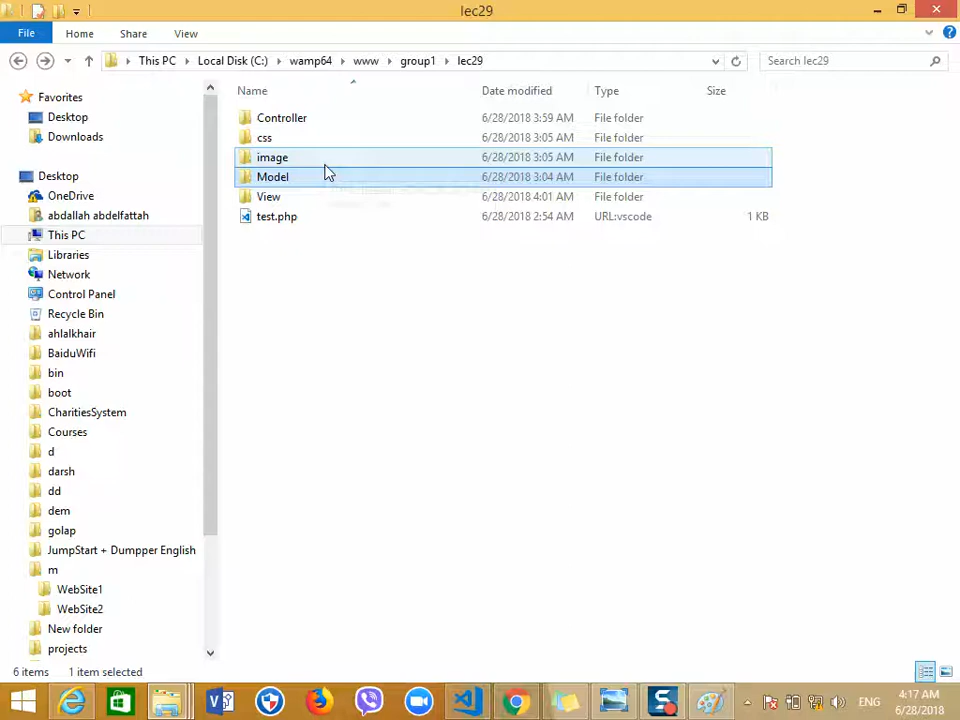 lec29
File
Home
Share
View
This PC
Local Disk (C:)
wamp64
www
group1
lec29
Search lec29
Name
Date modified
Type
Size
Favorites
Desktop
Downloads
Desktop
OneDrive
abdallah abdelfattah
This PC
Libraries
Network
Control Panel
Recycle Bin
ahlalkhair
BaiduWifi
bin
boot
CharitiesSystem
Courses
d
darsh
dd
dem
golap
JumpStart + Dumpper English
m
WebSite1
WebSite2
New folder
projects
Controller 6/28/2018 3:59 AM File folder
css 6/28/2018 3:05 AM File folder
image 6/28/2018 3:05 AM File folder
Model 6/28/2018 3:04 AM File folder
View 6/28/2018 4:01 AM File folder
test.php 6/28/2018 2:54 AM URL:vscode 1 KB
6 items
1 item selected
ENG
4:17 AM
6/28/2018